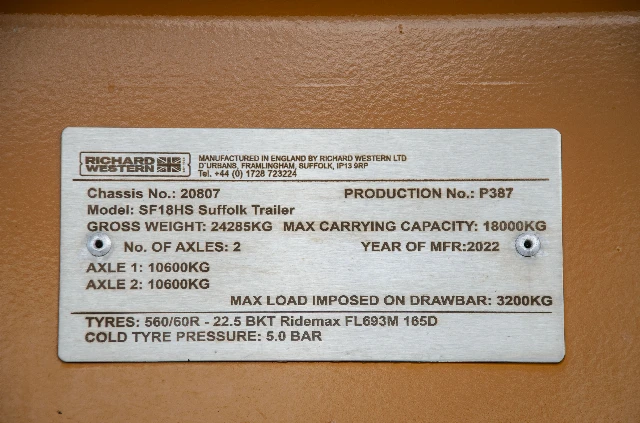 RICHARD
WESTERN
MANUFACTURED IN ENGLAND BY RICHARD WESTERN LTD
D'URBANS, FRAMLINGHAM, SUFFOLK, IP13 9RP
Tel. +44 (0) 1728 723224
Chassis No.: 20807 PRODUCTION No.: P387
Model: SF18HS Suffolk Trailer
GROSS WEIGHT: 24285KG MAX CARRYING CAPACITY: 18000KG
No. OF AXLES: 2 YEAR OF MFR:2022
AXLE 1: 10600KG
AXLE 2: 10600KG
MAX LOAD IMPOSED ON DRAWBAR: 3200KG
TYRES: 560/60R - 22.5 BKT Ridemax FL693M 165D
COLD TYRE PRESSURE: 5.0 BAR